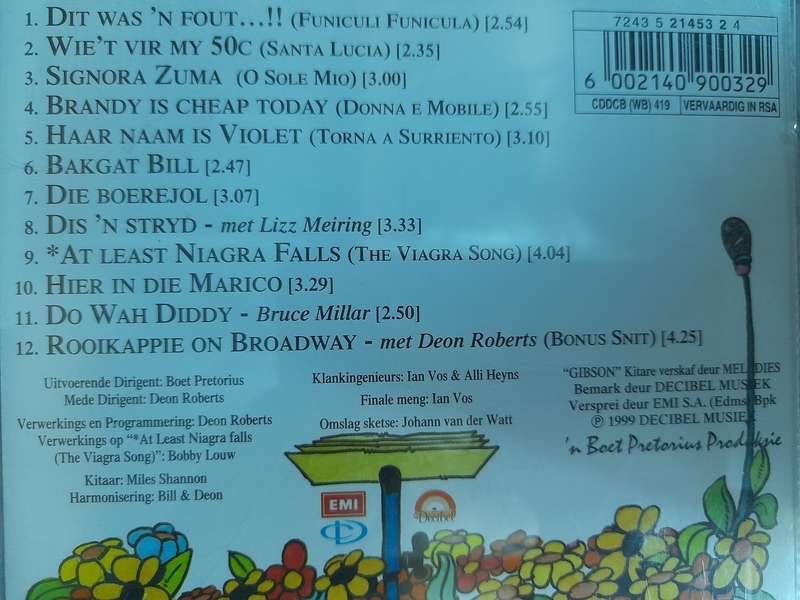 1. DIT WAS 'N FOUT...!! (FUNICULI FUNICULA) [2.54]
2. WIE'T VIR MY 50C (SANTA LUCIA) [2.35]
3. SIGNORA ZUMA (O SOLE MIO) [3.00]
4. BRANDY IS CHEAP TODAY (DONNA E MOBILE) [2.55]
5. HAAR NAAM IS VIOLET (TORNA A SURRIENTO) [3.10]
6. BAKGAT BILL [2.47]
7. DIE BOEREJOL [3.07]
8. DIS 'N STRYD - met Lizz Meiring [3.33]
9. *AT LEAST NIAGRA FALLS (THE VIAGRA SONG) [4.04]
10. HIER IN DIE MARICO [3.29]
11. DO WAH DIDDY - Bruce Millar [2.50]
12. ROOIKAPPIE ON BROADWAY - met Deon Roberts (BONUS SNIT) [4.25]
7243 5 21453 2 4
6 002140 900329
CDDCB (WB) 419 VERVAARDIG IN RSA
Uitvoerende Dirigent: Boet Pretorius
Mede Dirigent: Deon Roberts
Verwerkings en Programmering: Deon Roberts
Verwerkings op "*At Least Niagra falls
(The Viagra Song)": Bobby Louw
Kitaar: Miles Shannon
Harmonisering: Bill & Deon
Klankingenieurs: Ian Vos & Alli Heyns
Finale meng: Ian Vos
Omslag sketse: Johann van der Watt
"GIBSON" Kitare verskaf deur MELODIES
Bemark deur DECIBEL MUSIEK
Versprei deur EMI S.A. (Edms) Bpk
℗ 1999 DECIBEL MUSIEK
'n Boet Pretorius Produksie
EMI
Decibel